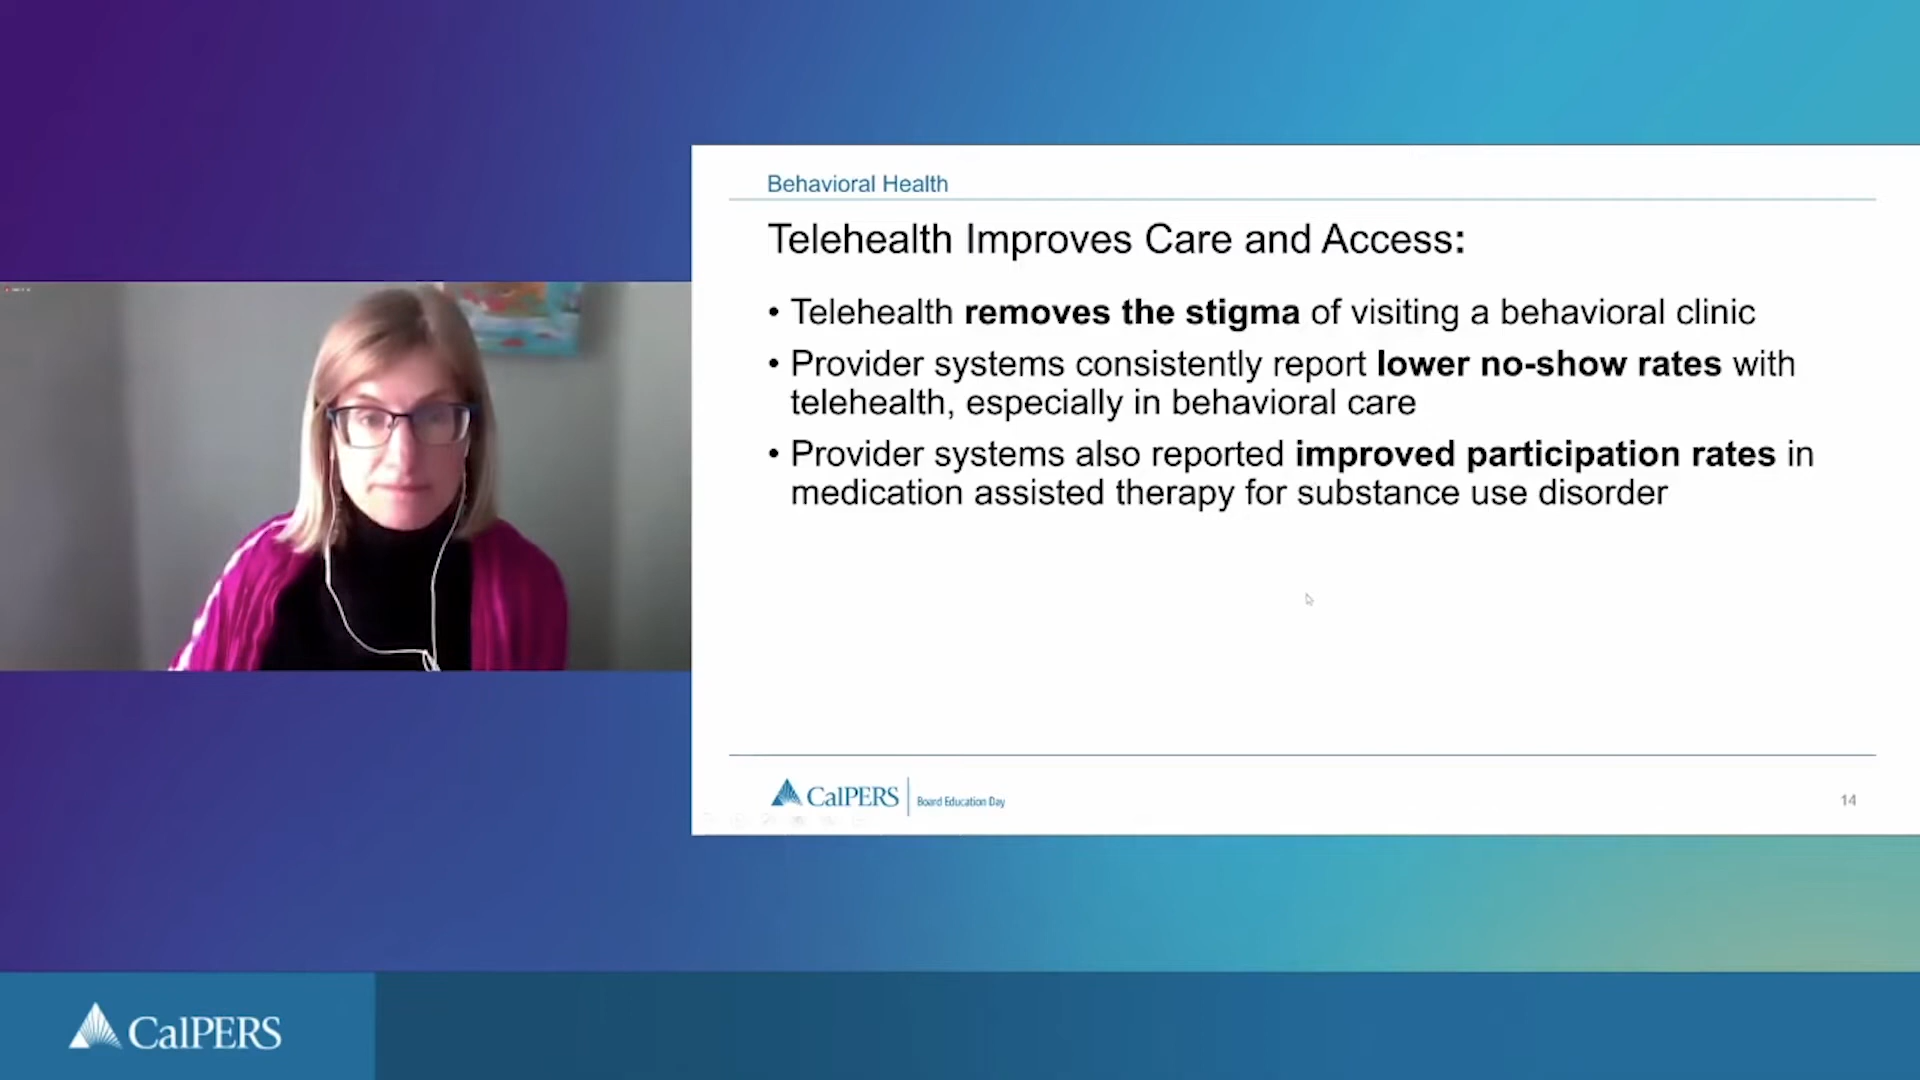 Behavioral Health
Telehealth Improves Care and Access:
• Telehealth removes the stigma of visiting a behavioral clinic
• Provider systems consistently report lower no-show rates with
telehealth, especially in behavioral care
• Provider systems also reported improved participation rates in
medication assisted therapy for substance use disorder
CalPERS
Board Education Day
14
CalPERS